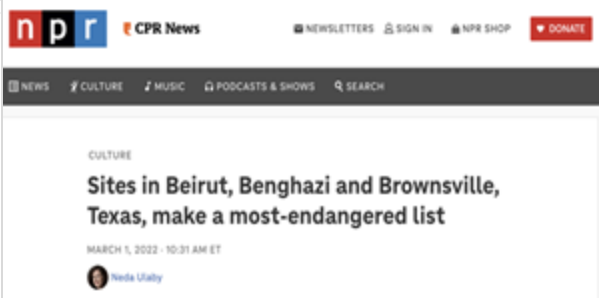 npr CPR News NEWSLETTERS SIGN IN NPR SHOP DONATE
NEWS CULTURE MUSIC PODCASTS & SHOWS SEARCH
CULTURE
Sites in Beirut, Benghazi and Brownsville,
Texas, make a most-endangered list
MARCH 1, 2022 · 10:31 AM ET
Neda Ulaby